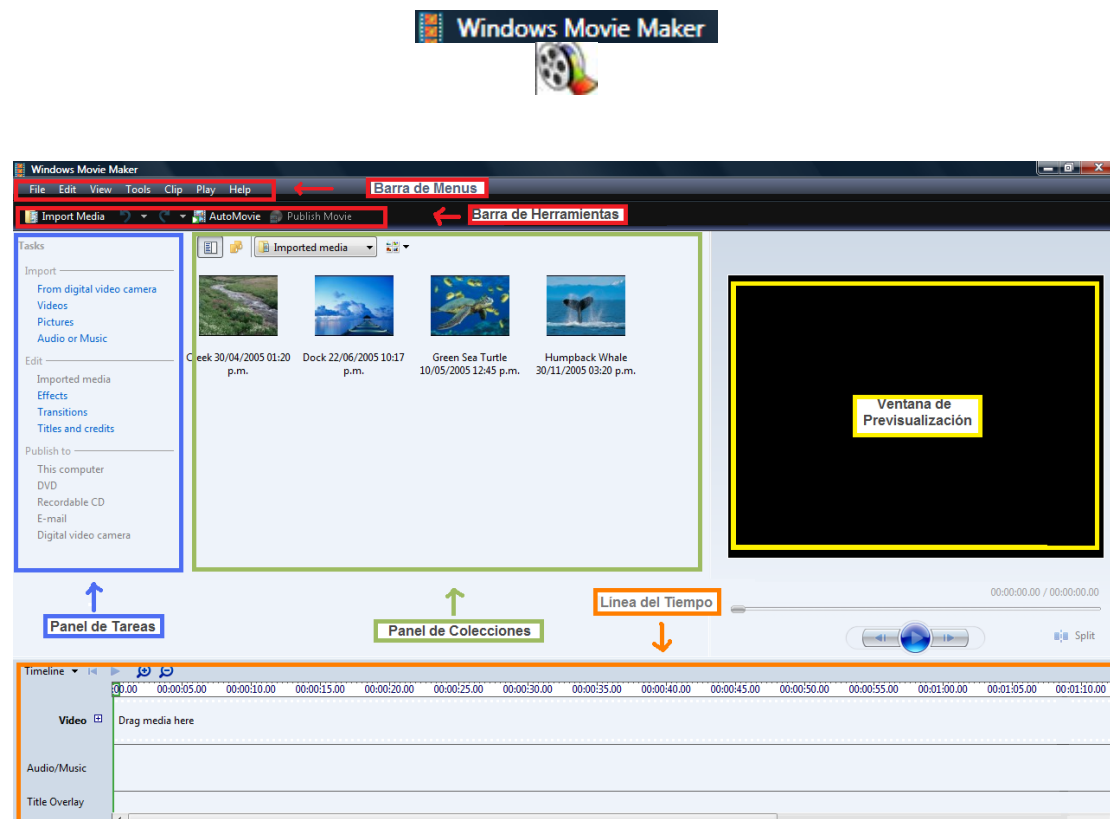 Windows Movie Maker
Windows Movie Maker
File Edit View Tools Clip Play Help
Barra de Menus
Import Media AutoMovie Publish Movie
Barra de Herramientas
Tasks
Import
From digital video camera
Videos
Pictures
Audio or Music
Edit
Imported media
Effects
Transitions
Titles and credits
Publish to
This computer
DVD
Recordable CD
E-mail
Digital video camera
Imported media
Creek 30/04/2005 01:20
p.m.
Dock 22/06/2005 10:17
p.m.
Green Sea Turtle
10/05/2005 12:45 p.m.
Humpback Whale
30/11/2005 03:20 p.m.
Ventana de
Previsualización
Panel de Tareas
Panel de Colecciones
Línea del Tiempo
00:00:00.00 / 00:00:00.00
Split
Timeline
:00.00 00:00:05.00 00:00:10.00 00:00:15.00 00:00:20.00 00:00:25.00 00:00:30.00 00:00:35.00 00:00:40.00 00:00:45.00 00:00:50.00 00:00:55.00 00:01:00.00 00:01:05.00 00:01:10.00
Video
Drag media here
Audio/Music
Title Overlay